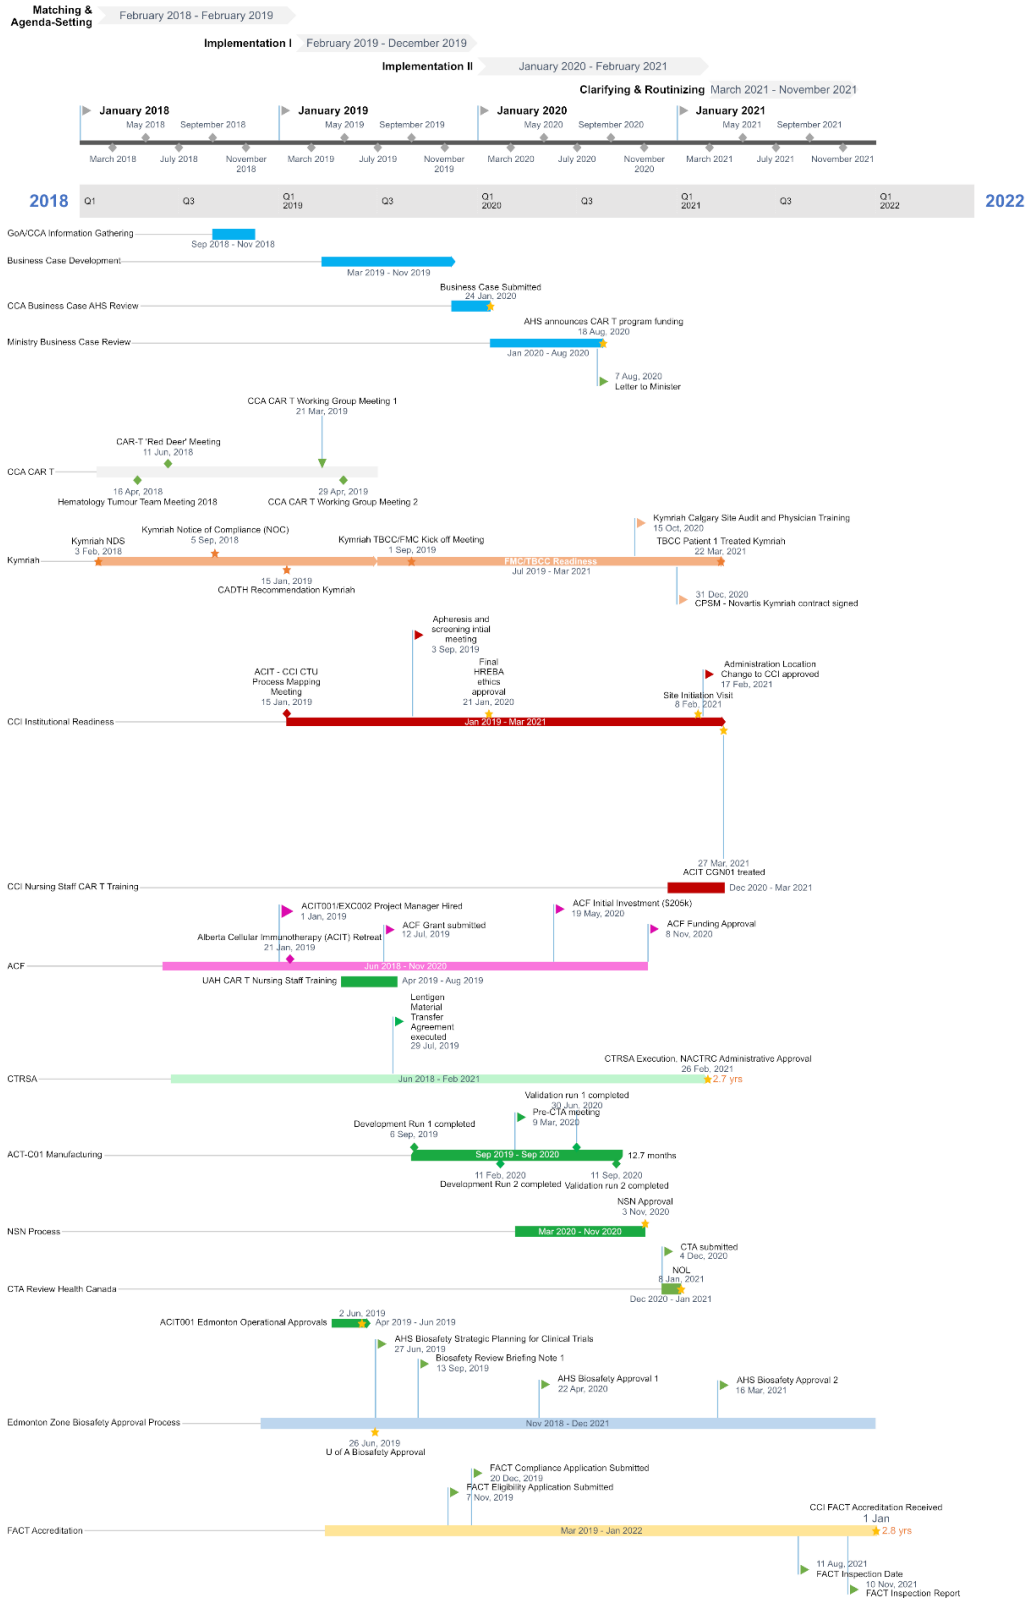 Matching &
Agenda-Setting
February 2018 - February 2019
Implementation I
February 2019 - December 2019
Implementation II
January 2020 - February 2021
Clarifying & Routinizing
March 2021 - November 2021
January 2018
January 2019
January 2020
January 2021
May 2018
September 2018
May 2019
September 2019
May 2020
September 2020
May 2021
September 2021
March 2018
July 2018
November
2018
March 2019
July 2019
November
2019
March 2020
July 2020
November
2020
March 2021
July 2021
November 2021
2018
Q1
Q3
Q1
2019
Q3
Q1
2020
Q3
Q1
2021
Q3
Q1
2022
2022
GoA/CCA Information Gathering
Sep 2018 - Nov 2018
Business Case Development
Mar 2019 - Nov 2019
Business Case Submitted
24 Jan, 2020
CCA Business Case AHS Review
AHS announces CAR T program funding
18 Aug, 2020
Ministry Business Case Review
Jan 2020 - Aug 2020
7 Aug, 2020
Letter to Minister
CCA CAR T Working Group Meeting 1
21 Mar, 2019
CAR-T 'Red Deer' Meeting
11 Jun, 2018
CCA CAR T
16 Apr, 2018
Hematology Tumour Team Meeting 2018
29 Apr, 2019
CCA CAR T Working Group Meeting 2
Kymriah Calgary Site Audit and Physician Training
15 Oct, 2020
Kymriah Notice of Compliance (NOC)
5 Sep, 2018
Kymriah NDS
3 Feb, 2018
Kymriah TBCC/FMC Kick off Meeting
1 Sep, 2019
TBCC Patient 1 Treated Kymriah
22 Mar, 2021
Kymriah
FMC/TBCC Readiness
Jul 2019 - Mar 2021
15 Jan, 2019
CADTH Recommendation Kymriah
31 Dec, 2020
CPSM - Novartis Kymriah contract signed
Apheresis and
screening intial
meeting
3 Sep, 2019
ACIT - CCI CTU
Process Mapping
Meeting
15 Jan, 2019
Final
HREBA
ethics
approval
21 Jan, 2020
Administration Location
Change to CCI approved
17 Feb, 2021
Site Initiation Visit
8 Feb, 2021
CCI Institutional Readiness
Jan 2019 - Mar 2021
27 Mar, 2021
ACIT CGN01 treated
CCI Nursing Staff CAR T Training
Dec 2020 - Mar 2021
ACIT001/EXC002 Project Manager Hired
1 Jan, 2019
ACF Initial Investment ($205k)
19 May, 2020
ACF Grant submitted
12 Jul, 2019
ACF Funding Approval
8 Nov, 2020
Alberta Cellular Immunotherapy (ACIT) Retreat
21 Jan, 2019
ACF
Jun 2018 - Nov 2020
UAH CAR T Nursing Staff Training
Apr 2019 - Aug 2019
Lentigen
Material
Transfer
Agreement
executed
29 Jul, 2019
CTRSA Execution, NACTRC Administrative Approval
26 Feb, 2021
CTRSA
Jun 2018 - Feb 2021
2.7 yrs
Validation run 1 completed
30 Jun, 2020
Pre-CTA meeting
9 Mar, 2020
Development Run 1 completed
6 Sep, 2019
ACT-C01 Manufacturing
Sep 2019 - Sep 2020
12.7 months
11 Feb, 2020
Development Run 2 completed
11 Sep, 2020
Validation run 2 completed
NSN Approval
3 Nov, 2020
NSN Process
Mar 2020 - Nov 2020
CTA submitted
4 Dec, 2020
NOL
8 Jan, 2021
CTA Review Health Canada
Dec 2020 - Jan 2021
2 Jun, 2019
ACIT001 Edmonton Operational Approvals
Apr 2019 - Jun 2019
AHS Biosafety Strategic Planning for Clinical Trials
27 Jun, 2019
Biosafety Review Briefing Note 1
13 Sep, 2019
AHS Biosafety Approval 1
22 Apr, 2020
AHS Biosafety Approval 2
16 Mar, 2021
Edmonton Zone Biosafety Approval Process
Nov 2018 - Dec 2021
26 Jun, 2019
U of A Biosafety Approval
FACT Compliance Application Submitted
20 Dec, 2019
FACT Eligibility Application Submitted
7 Nov, 2019
CCI FACT Accreditation Received
1 Jan
FACT Accreditation
Mar 2019 - Jan 2022
2.8 yrs
11 Aug, 2021
FACT Inspection Date
10 Nov, 2021
FACT Inspection Report